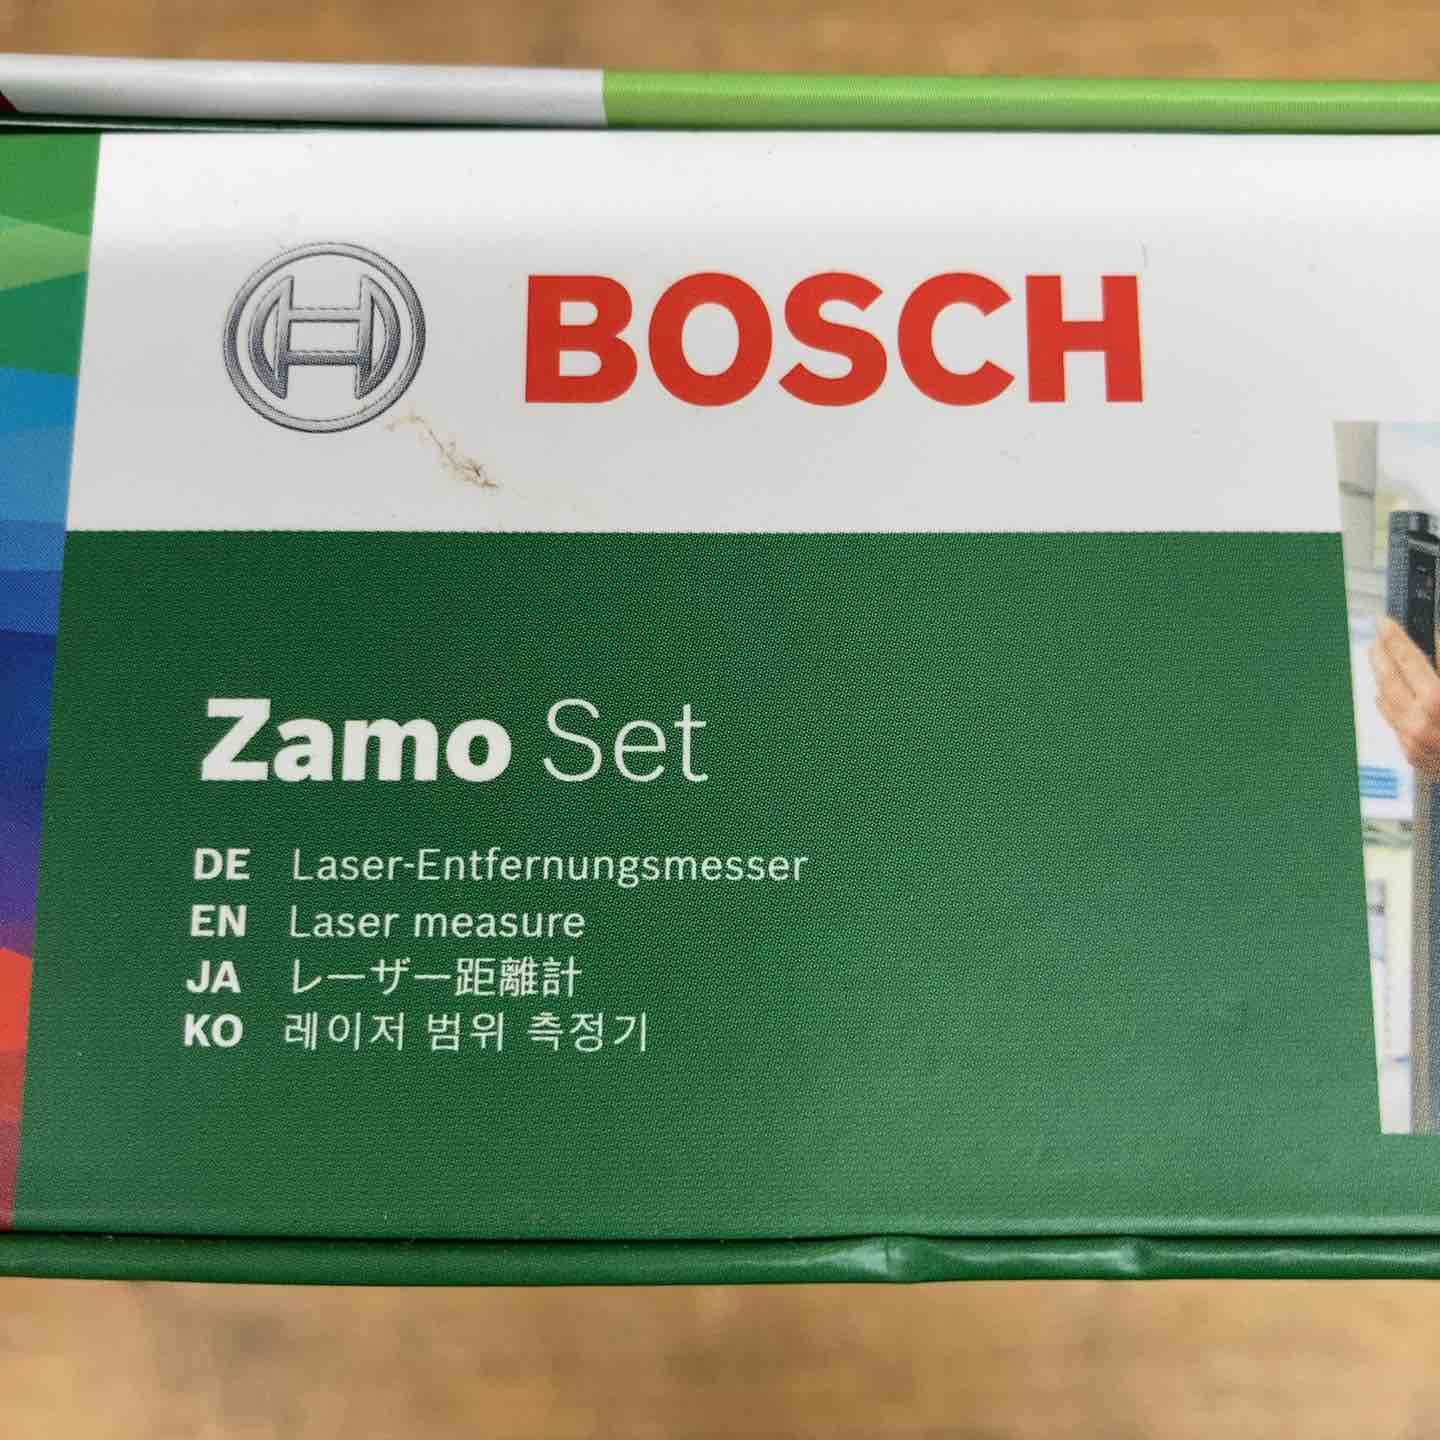 BOSCH
Zamo Set
DE Laser-Entfernungsmesser
EN Laser measure
JA レーザー距離計
KO 레이저 범위 측정기